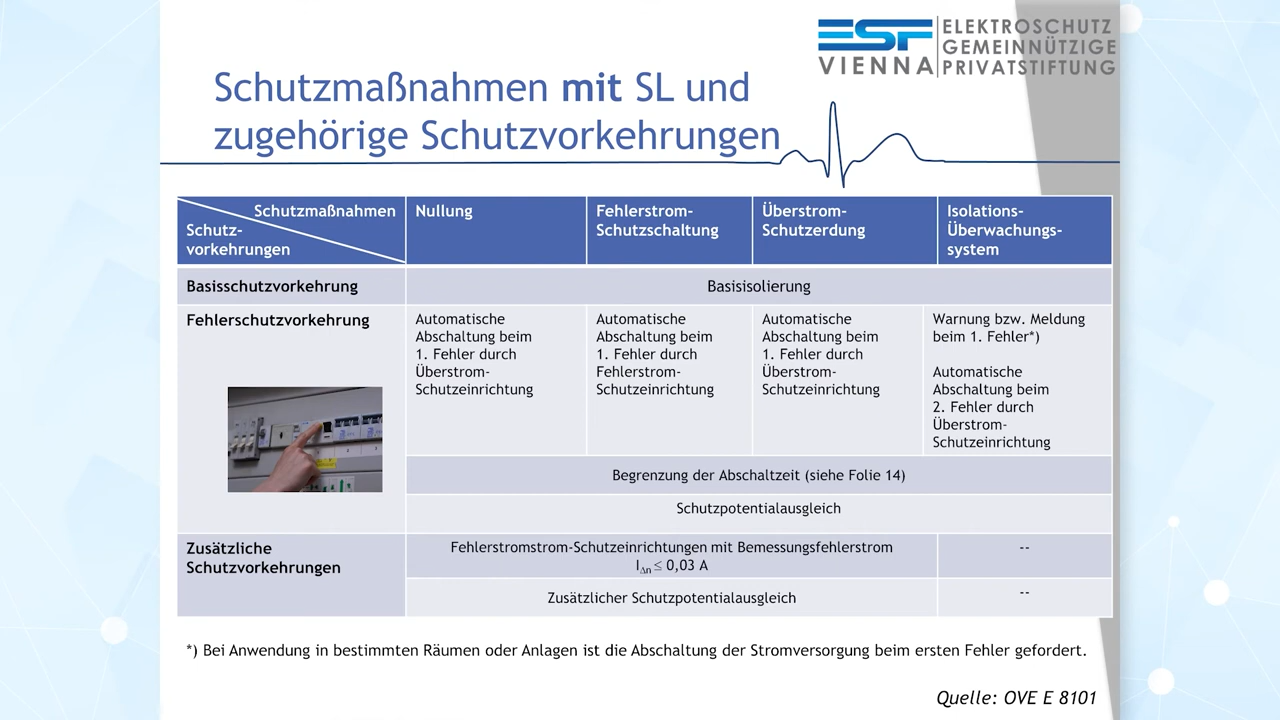 ESF
VIENNA
ELEKTROSCHUTZ
GEMEINNÜTZIGE
PRIVATSTIFTUNG
Schutzmaßnahmen mit SL und
zugehörige Schutzvorkehrungen
Schutzmaßnahmen
Schutz-
vorkehrungen
Nullung
Fehlerstrom-
Schutzschaltung
Überstrom-
Schutzerdung
Isolations-
Überwachungs-
system
Basisschutzvorkehrung
Basisisolierung
Fehlerschutzvorkehrung
Automatische
Abschaltung beim
1. Fehler durch
Überstrom-
Schutzeinrichtung
Automatische
Abschaltung beim
1. Fehler durch
Fehlerstrom-
Schutzeinrichtung
Automatische
Abschaltung beim
1. Fehler durch
Überstrom-
Schutzeinrichtung
Warnung bzw. Meldung
beim 1. Fehler*)
Automatische
Abschaltung beim
2. Fehler durch
Überstrom-
Schutzeinrichtung
Begrenzung der Abschaltzeit (siehe Folie 14)
Schutzpotentialausgleich
Zusätzliche
Schutzvorkehrungen
Fehlerstromstrom-Schutzeinrichtungen mit Bemessungsfehlerstrom
IΔn ≤ 0,03 A
--
Zusätzlicher Schutzpotentialausgleich
--
*) Bei Anwendung in bestimmten Räumen oder Anlagen ist die Abschaltung der Stromversorgung beim ersten Fehler gefordert.
Quelle: OVE E 8101